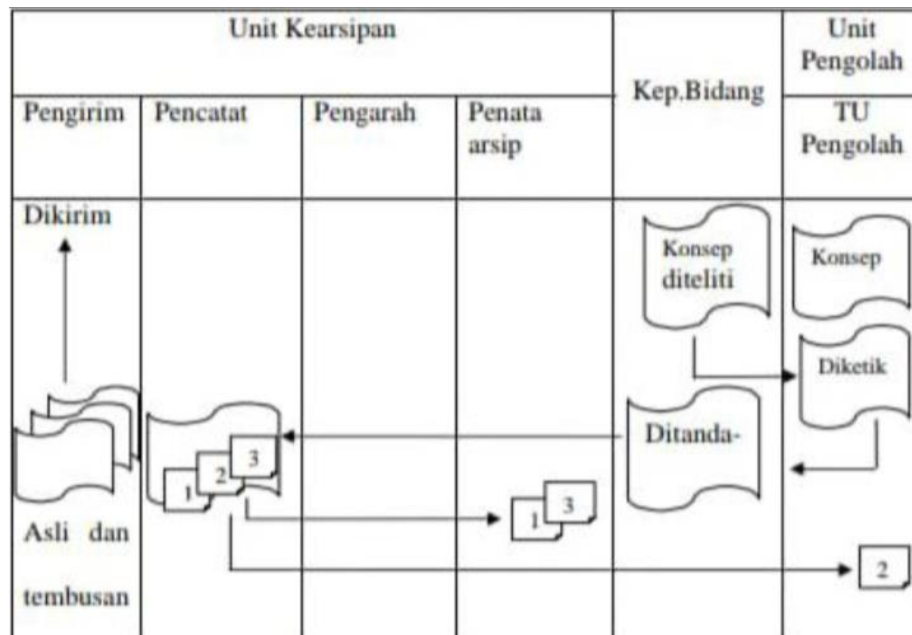 Unit Kearsipan
Kep.Bidang
Unit
Pengolah
Pengirim
Pencatat
Pengarah
Penata
arsip
TU
Pengolah
Dikirim
Konsep
diteliti
Konsep
Diketik
Ditanda-
1
2
3
1
3
2
Asli dan
tembusan